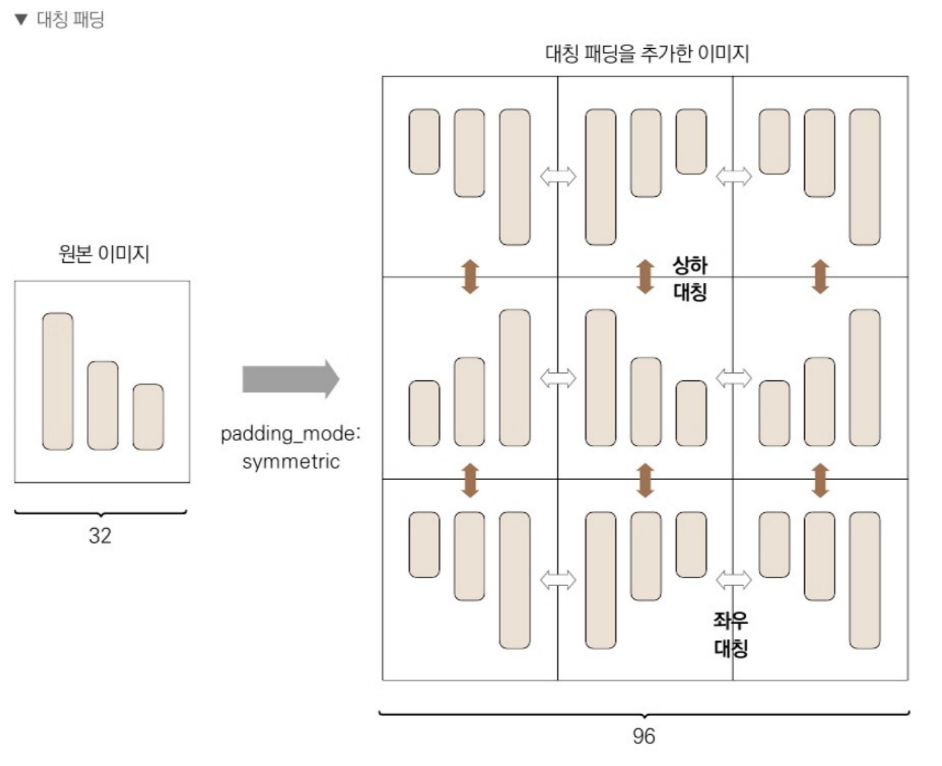 ▼ 대칭 패딩
대칭 패딩을 추가한 이미지
원본 이미지
상하
대칭
padding_mode:
symmetric
32
좌우
대칭
96